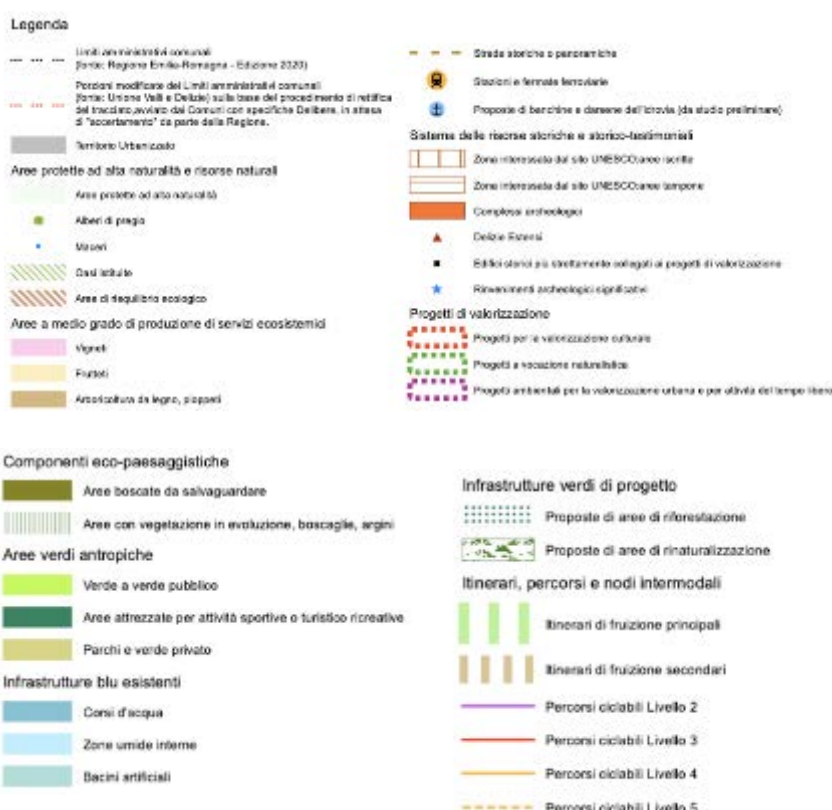 Legenda
Limiti amministrativi comunali
(fonte: Regione Emilia-Romagna - Edizione 2020)
Porzioni modificate dei Limiti amministrativi comunali
(fonte: Unione Valli e Delizie) sulla base del procedimento di rettifica
del tracciato,avviato dai Comuni con specifiche Delibere, in attesa
di "accertamento" da parte della Regione.
Territorio Urbanizzato
Aree protette ad alta naturalità e risorse naturali
Aree protette ad alta naturalità
Alberi di pregio
Maceri
Oasi istituite
Aree di riequilibrio ecologico
Aree a medio grado di produzione di servizi ecosistemici
Vigneti
Frutteti
Arboricoltura da legno, pioppeti
Strade storiche o panoramiche
Stazioni e fermate ferroviarie
Proposte di banchine e darsene dell'idrovia (da studio preliminare)
Sistema delle risorse storiche e storico-testimoniali
Zona interessata dal sito UNESCO:aree iscritte
Zona interessata dal sito UNESCO:aree tampone
Complessi archeologici
Delizie Estensi
Edifici storici più strettamente collegati ai progetti di valorizzazione
Rinvenimenti archeologici significativi
Progetti di valorizzazione
Progetti per la valorizzazione culturale
Progetti a vocazione naturalistica
Progetti ambientali per la valorizzazione urbana e per attività del tempo libero
Componenti eco-paesaggistiche
Aree boscate da salvaguardare
Aree con vegetazione in evoluzione, boscaglie, argini
Aree verdi antropiche
Verde a verde pubblico
Aree attrezzate per attività sportive o turistico ricreative
Parchi e verde privato
Infrastrutture blu esistenti
Corsi d'acqua
Zone umide interne
Bacini artificiali
Infrastrutture verdi di progetto
Proposte di aree di riforestazione
Proposte di aree di rinaturalizzazione
Itinerari, percorsi e nodi intermodali
Itinerari di fruizione principali
Itinerari di fruizione secondari
Percorsi ciclabili Livello 2
Percorsi ciclabili Livello 3
Percorsi ciclabili Livello 4
Percorsi ciclabili Livello 5